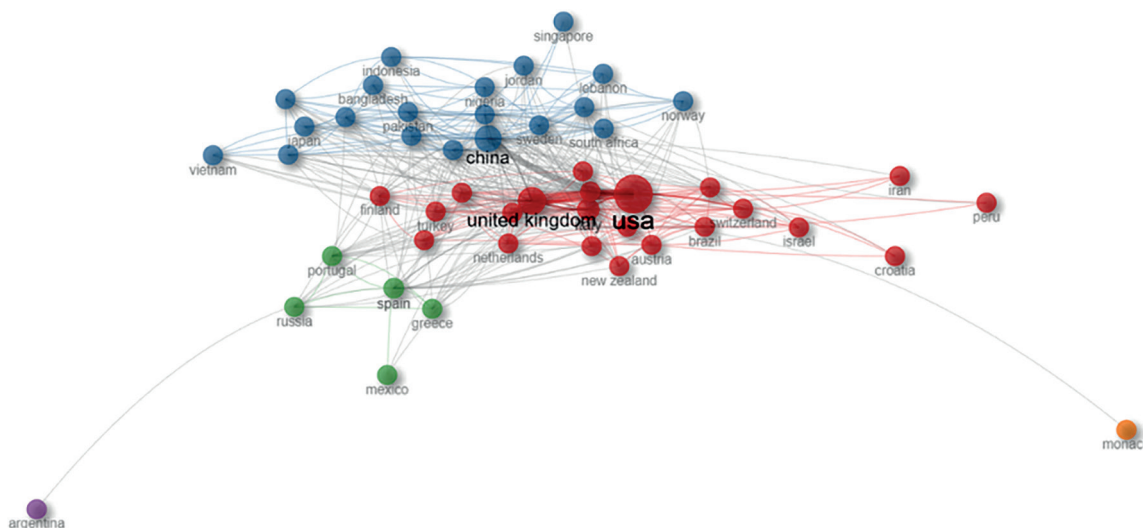 singapore
indonesia
jordan
lebanon
bangladesh
nigeria
norway
pakistan
japan
sweden
south africa
china
vietnam
iran
finland
peru
united kingdom
usa
switzerland
turkey
italy
brazil
israel
netherlands
austria
croatia
portugal
new zealand
spain
russia
greece
mexico
monac
argentina